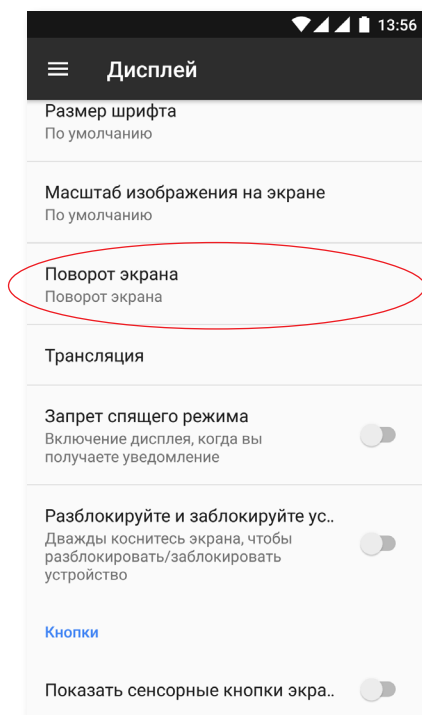 13:56
Дисплей
Размер шрифта
По умолчанию
Масштаб изображения на экране
По умолчанию
Поворот экрана
Поворот экрана
Трансляция
Запрет спящего режима
Включение дисплея, когда вы
получаете уведомление
Разблокируйте и заблокируйте ус..
Дважды коснитесь экрана, чтобы
разблокировать/заблокировать
устройство
Кнопки
Показать сенсорные кнопки экра..